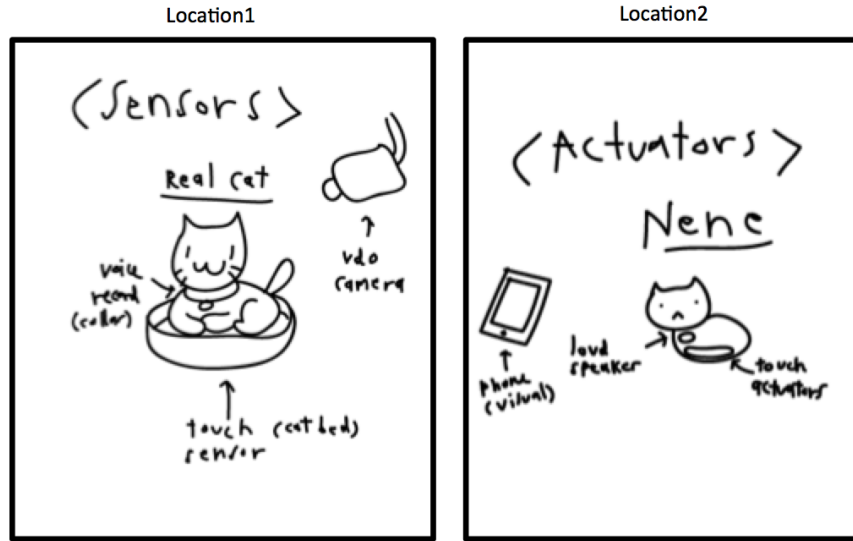 Location1
<Sensors>
Real cat
voice
record
(collar)
vdo
camera
touch (cat bed)
sensor
Location2
<Actuators>
Nene
phone
(visual)
loud
speaker
touch
actuators